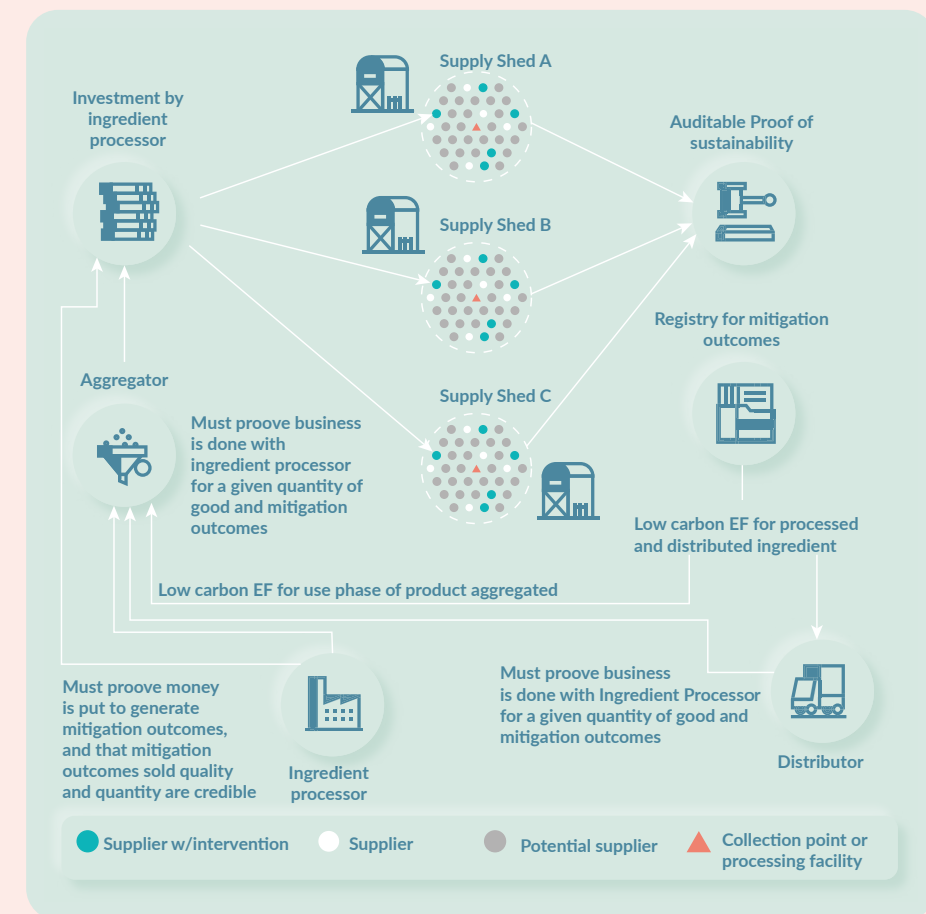 Supply Shed A
Investment by
ingredient
processor
Auditable Proof of
sustainability
Supply Shed B
Registry for mitigation
outcomes
Aggregator
Supply Shed C
Must proove business
is done with
ingredient processor
for a given quantity of
good and mitigation
outcomes
Low carbon EF for processed
and distributed ingredient
Low carbon EF for use phase of product aggregated
Must proove money
is put to generate
mitigation outcomes,
and that mitigation
outcomes sold quality
and quantity are credible
Ingredient
processor
Must proove business
is done with Ingredient Processor
for a given quantity of good and
mitigation outcomes
Distributor
Supplier w/intervention
Supplier
Potential supplier
Collection point or
processing facility